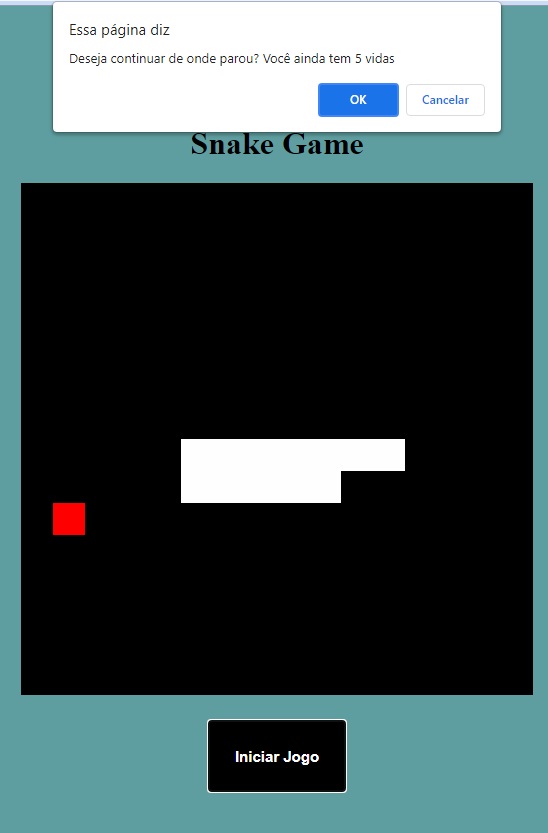 Essa página diz
Deseja continuar de onde parou? Você ainda tem 5 vidas
OK
Cancelar
Snake Game
Iniciar Jogo